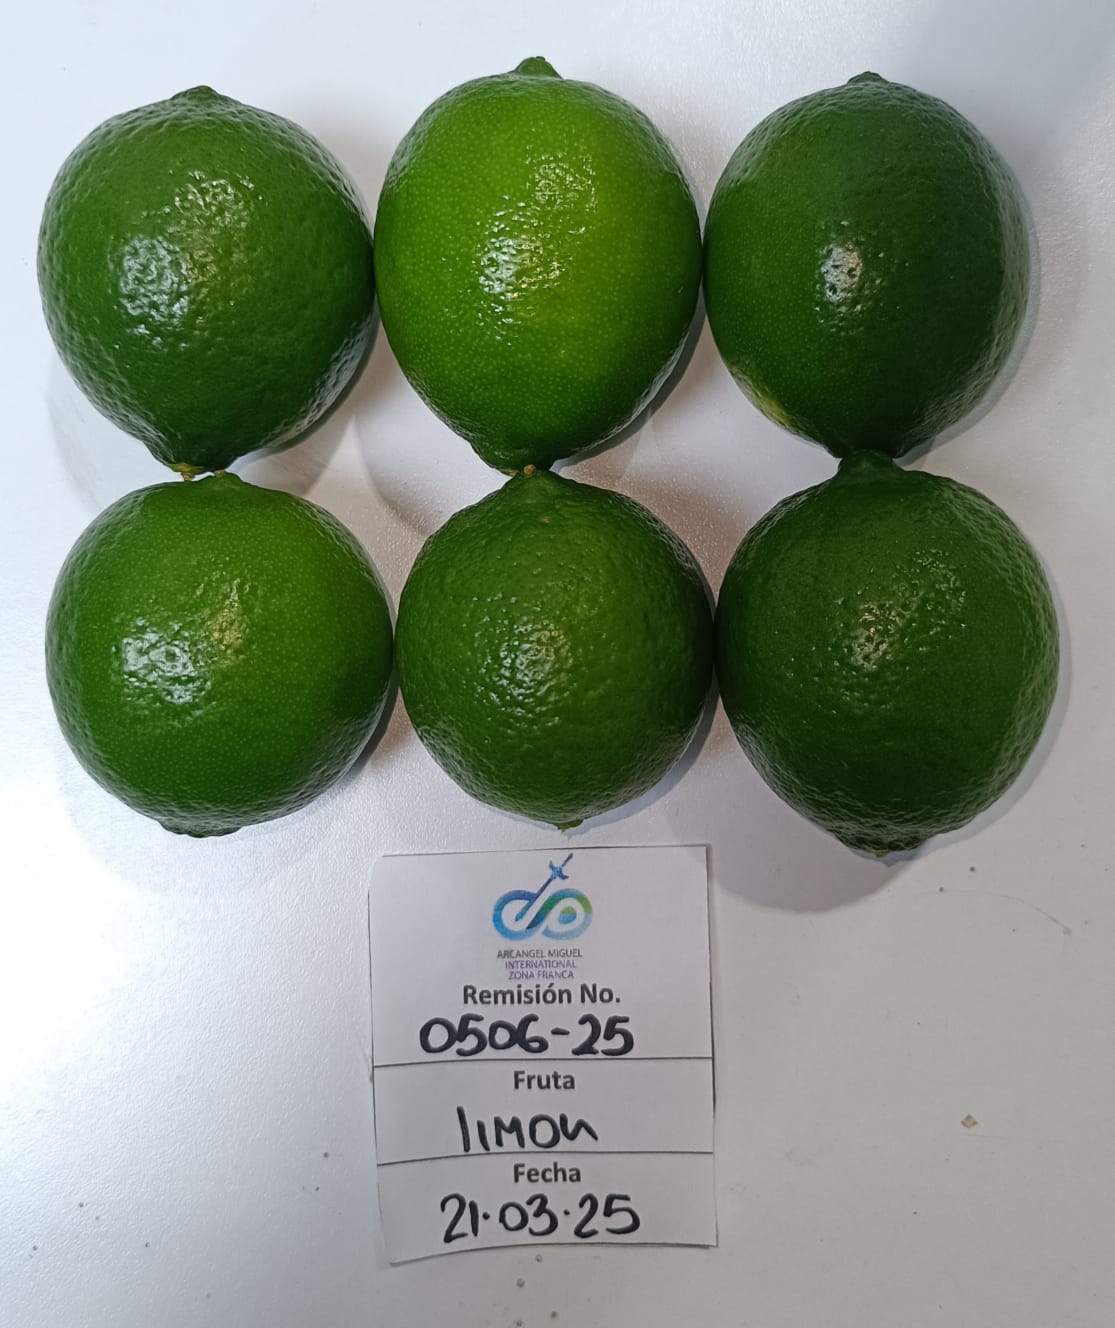 ARCANGEL MIGUEL
INTERNATIONAL
ZONA FRANCA
Remisión No.
0506-25
Fruta
limon
Fecha
21·03·25